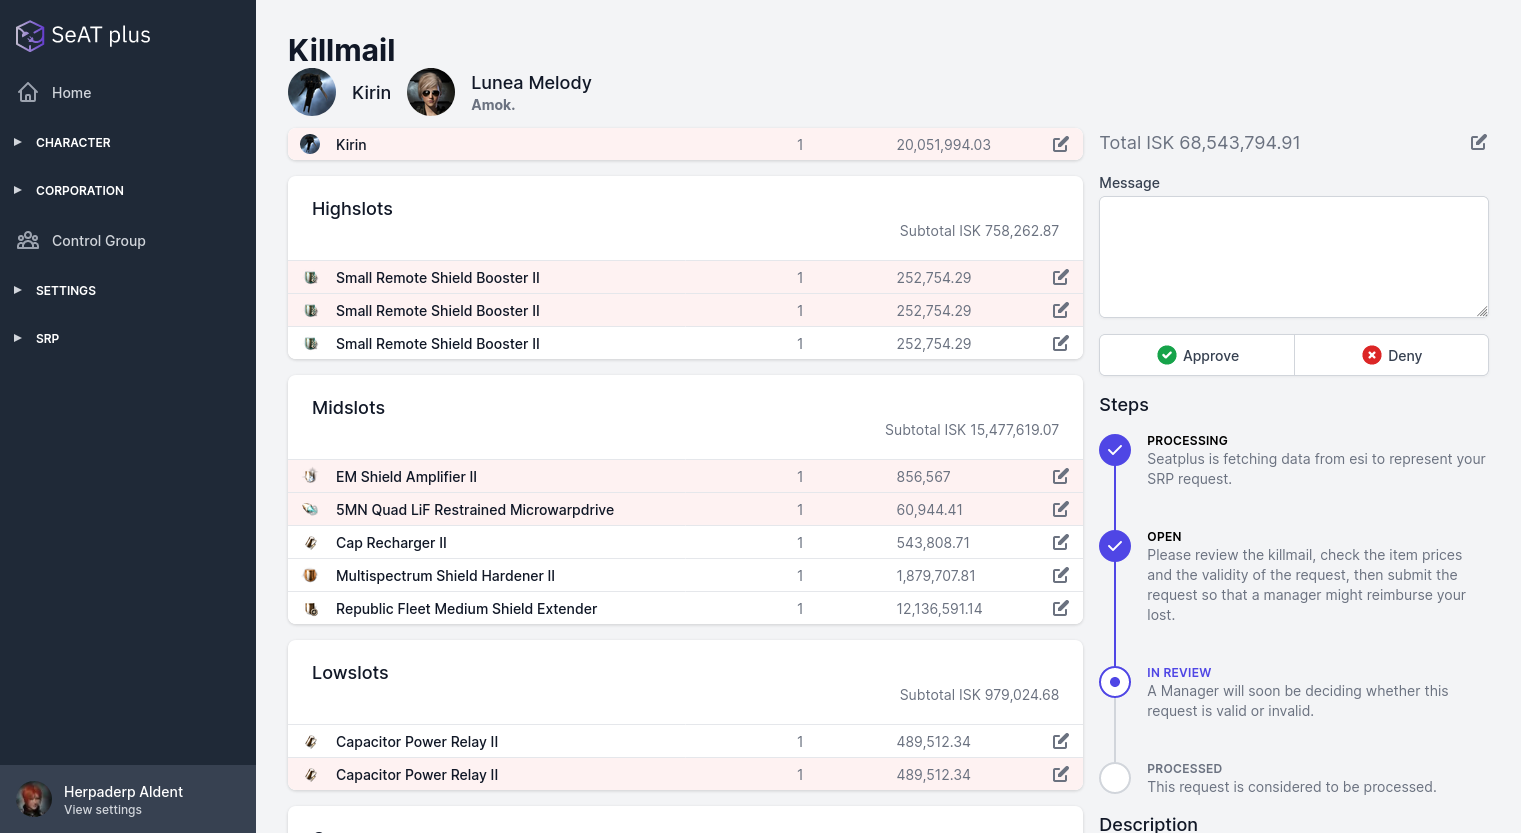 SeAT plus
Home
CHARACTER
CORPORATION
Control Group
SETTINGS
SRP
Herpaderp Aldent
View settings
Killmail
Kirin
Lunea Melody
Amok.
Kirin 1 20,051,994.03
Highslots
Subtotal ISK 758,262.87
Small Remote Shield Booster II 1 252,754.29
Small Remote Shield Booster II 1 252,754.29
Small Remote Shield Booster II 1 252,754.29
Midslots
Subtotal ISK 15,477,619.07
EM Shield Amplifier II 1 856,567
5MN Quad LiF Restrained Microwarpdrive 1 60,944.41
Cap Recharger II 1 543,808.71
Multispectrum Shield Hardener II 1 1,879,707.81
Republic Fleet Medium Shield Extender 1 12,136,591.14
Lowslots
Subtotal ISK 979,024.68
Capacitor Power Relay II 1 489,512.34
Capacitor Power Relay II 1 489,512.34
Total ISK 68,543,794.91
Message
Approve
Deny
Steps
PROCESSING
Seatplus is fetching data from esi to represent your
SRP request.
OPEN
Please review the killmail, check the item prices
and the validity of the request, then submit the
request so that a manager might reimburse your
lost.
IN REVIEW
A Manager will soon be deciding whether this
request is valid or invalid.
PROCESSED
This request is considered to be processed.
Description